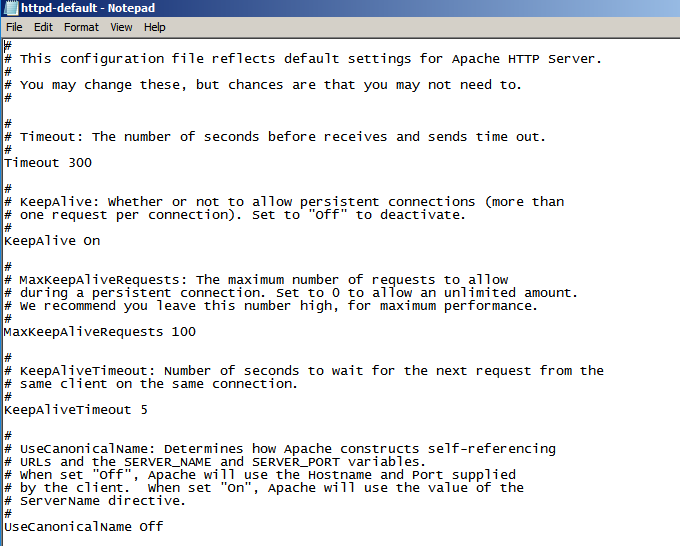 httpd-default - Notepad
File Edit Format View Help
#
# This configuration file reflects default settings for Apache HTTP Server.
#
# You may change these, but chances are that you may not need to.
#
#
# Timeout: The number of seconds before receives and sends time out.
#
Timeout 300
#
# KeepAlive: Whether or not to allow persistent connections (more than
# one request per connection). Set to "Off" to deactivate.
#
KeepAlive On
#
# MaxKeepAliveRequests: The maximum number of requests to allow
# during a persistent connection. Set to 0 to allow an unlimited amount.
# We recommend you leave this number high, for maximum performance.
#
MaxKeepAliveRequests 100
#
# KeepAliveTimeout: Number of seconds to wait for the next request from the
# same client on the same connection.
#
KeepAliveTimeout 5
#
# UseCanonicalName: Determines how Apache constructs self-referencing
# URLs and the SERVER_NAME and SERVER_PORT variables.
# When set "Off", Apache will use the Hostname and Port supplied
# by the client.  When set "On", Apache will use the value of the
# ServerName directive.
#
UseCanonicalName Off